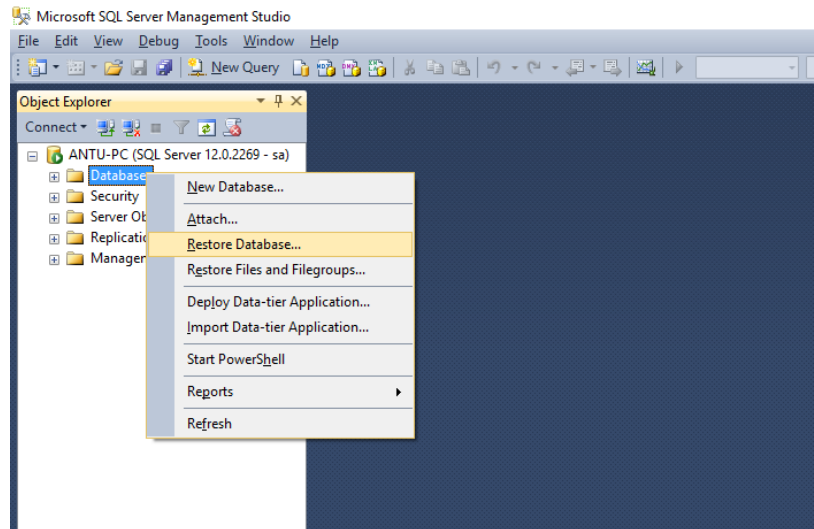 Microsoft SQL Server Management Studio
File Edit View Debug Tools Window Help
New Query
Object Explorer
Connect
ANTU-PC (SQL Server 12.0.2269 - sa)
Database
Security
Server Ob
Replicatio
Manager
New Database...
Attach...
Restore Database...
Restore Files and Filegroups...
Deploy Data-tier Application...
Import Data-tier Application...
Start PowerShell
Reports
Refresh